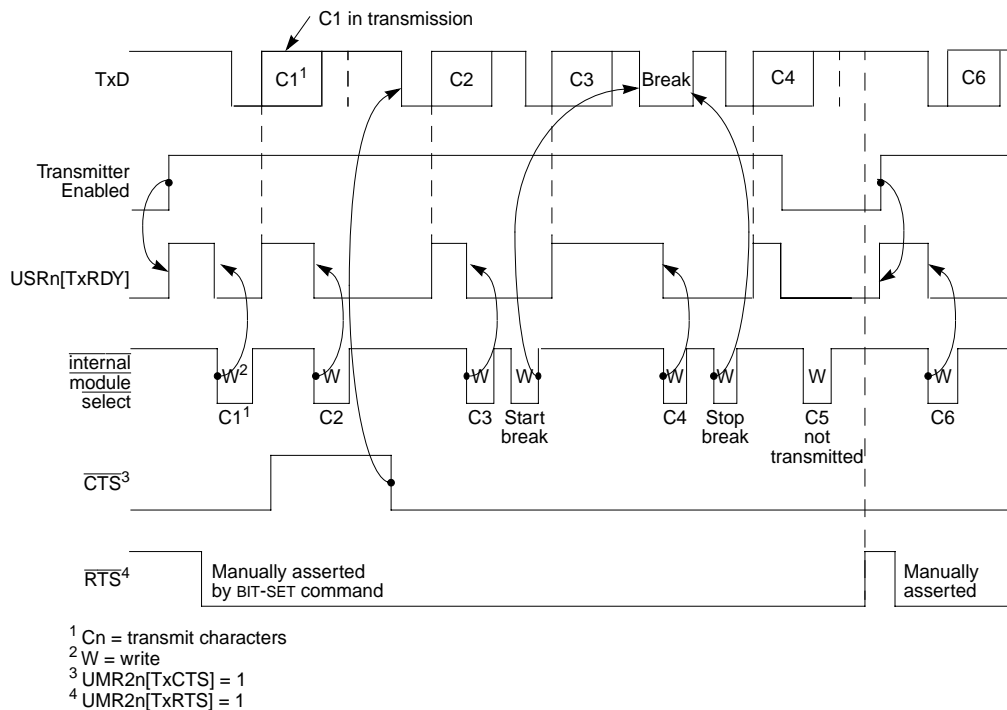 C1 in transmission
TxD
C1¹
C2
C3
Break
C4
C6
Transmitter
Enabled
USRn[TxRDY]
internal
module
select
W²
W
W
W
W
W
W
W
C1¹
C2
C3
Start
break
C4
Stop
break
C5
not
transmitted
C6
CTS³
RTS⁴
Manually asserted
by BIT-SET command
Manually
asserted
¹ Cn = transmit characters
² W = write
³ UMR2n[TxCTS] = 1
⁴ UMR2n[TxRTS] = 1